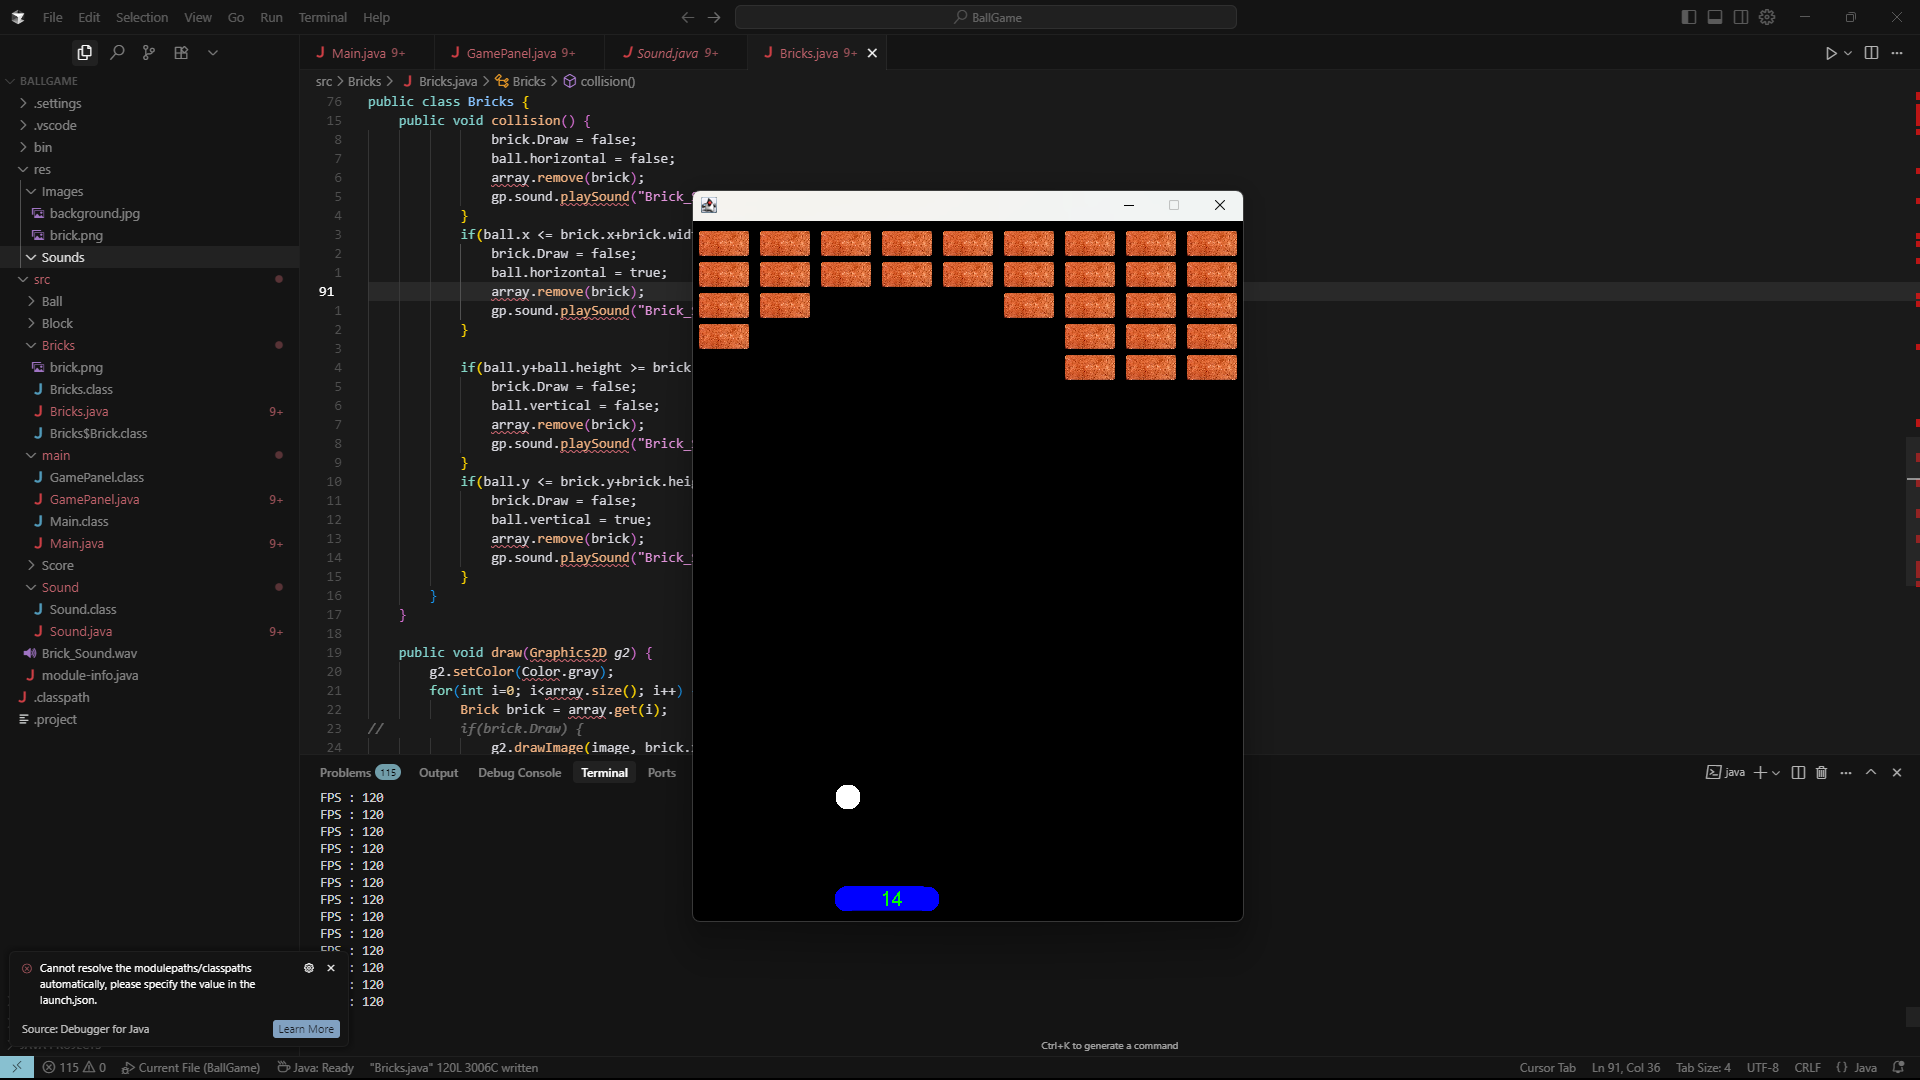 File Edit Selection View Go Run Terminal Help
BallGame
Main.java 9+
GamePanel.java 9+
Sound.java 9+
Bricks.java 9+
src > Bricks > Bricks.java > Bricks > collision()
BALLGAME
.settings
.vscode
bin
res
Images
background.jpg
brick.png
Sounds
src
Ball
Block
Bricks
brick.png
Bricks.class
Bricks.java 9+
Bricks$Brick.class
main
GamePanel.class
GamePanel.java 9+
Main.class
Main.java 9+
Score
Sound
Sound.class
Sound.java 9+
Brick_Sound.wav
module-info.java
.classpath
.project
76 public class Bricks {
15 public void collision() {
8 brick.Draw = false;
7 ball.horizontal = false;
6 array.remove(brick);
5 gp.sound.playSound("Brick_
4 }
3 if(ball.x <= brick.x+brick.wid
2 brick.Draw = false;
1 ball.horizontal = true;
91 array.remove(brick);
1 gp.sound.playSound("Brick_
2 }
3
4 if(ball.y+ball.height >= brick
5 brick.Draw = false;
6 ball.vertical = false;
7 array.remove(brick);
8 gp.sound.playSound("Brick_
9 }
10 if(ball.y <= brick.y+brick.hei
11 brick.Draw = false;
12 ball.vertical = true;
13 array.remove(brick);
14 gp.sound.playSound("Brick_
15 }
16 }
17 }
18
19 public void draw(Graphics2D g2) {
20 g2.setColor(Color.gray);
21 for(int i=0; i<array.size(); i++)
22 Brick brick = array.get(i);
23 // if(brick.Draw) {
24 g2.drawImage(image, brick.
14
Problems 115 Output Debug Console Terminal Ports
java
FPS : 120
FPS : 120
FPS : 120
FPS : 120
FPS : 120
FPS : 120
FPS : 120
FPS : 120
FPS : 120
FPS : 120
: 120
: 120
: 120
Cannot resolve the modulepaths/classpaths
automatically, please specify the value in the
launch.json.
Source: Debugger for Java
Learn More
Ctrl+K to generate a command
115 0 Current File (BallGame) Java: Ready "Bricks.java" 120L 3006C written
Cursor Tab Ln 91, Col 36 Tab Size: 4 UTF-8 CRLF {} Java